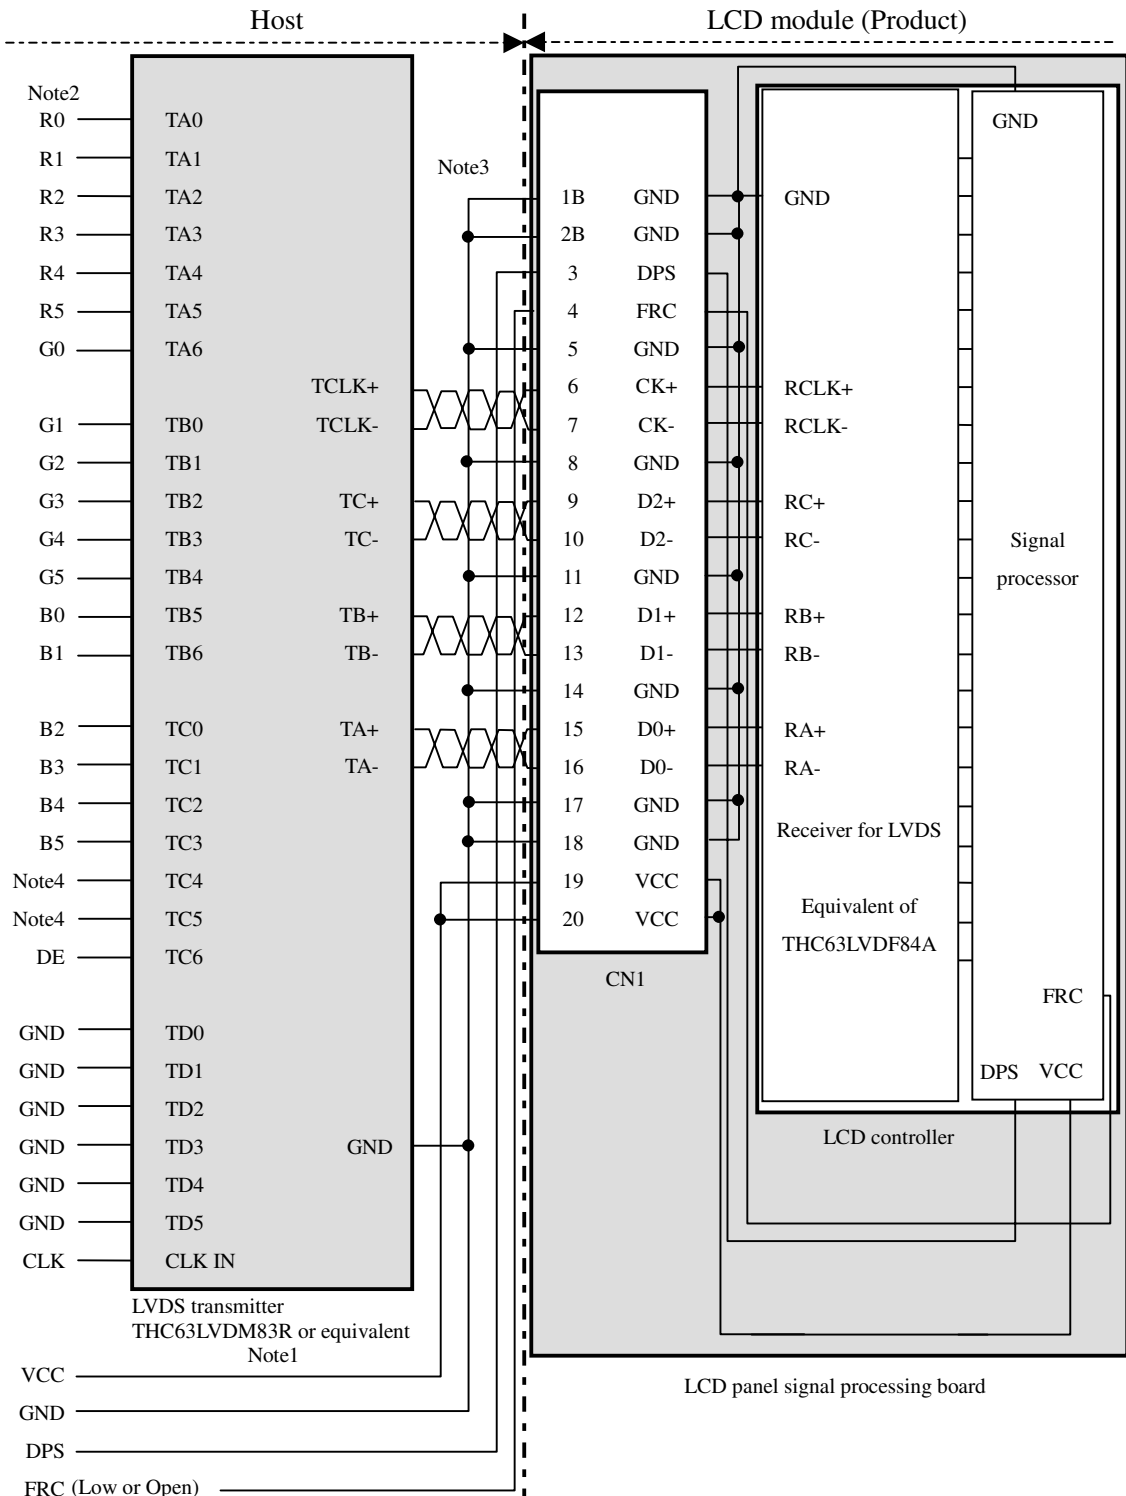 Host LCD module (Product)
Note2
R0 TA0 GND
R1 TA1
Note3
R2 TA2 1B GND GND
R3 TA3 2B GND
R4 TA4 3 DPS
R5 TA5 4 FRC
G0 TA6 5 GND
TCLK+ 6 CK+ RCLK+
G1 TB0 TCLK- 7 CK- RCLK-
G2 TB1 8 GND
G3 TB2 TC+ 9 D2+ RC+
G4 TB3 TC- 10 D2- RC- Signal
G5 TB4 11 GND processor
B0 TB5 TB+ 12 D1+ RB+
B1 TB6 TB- 13 D1- RB-
14 GND
B2 TC0 TA+ 15 D0+ RA+
B3 TC1 TA- 16 D0- RA-
B4 TC2 17 GND
Receiver for LVDS
B5 TC3 18 GND
Note4 TC4 19 VCC
Note4 TC5 20 VCC Equivalent of
THC63LVDF84A
DE TC6
CN1
FRC
GND TD0
GND TD1 DPS VCC
GND TD2
LCD controller
GND TD3 GND
GND TD4
GND TD5
CLK CLK IN
LVDS transmitter
THC63LVDM83R or equivalent
Note1
VCC
LCD panel signal processing board
GND
DPS
FRC (Low or Open)